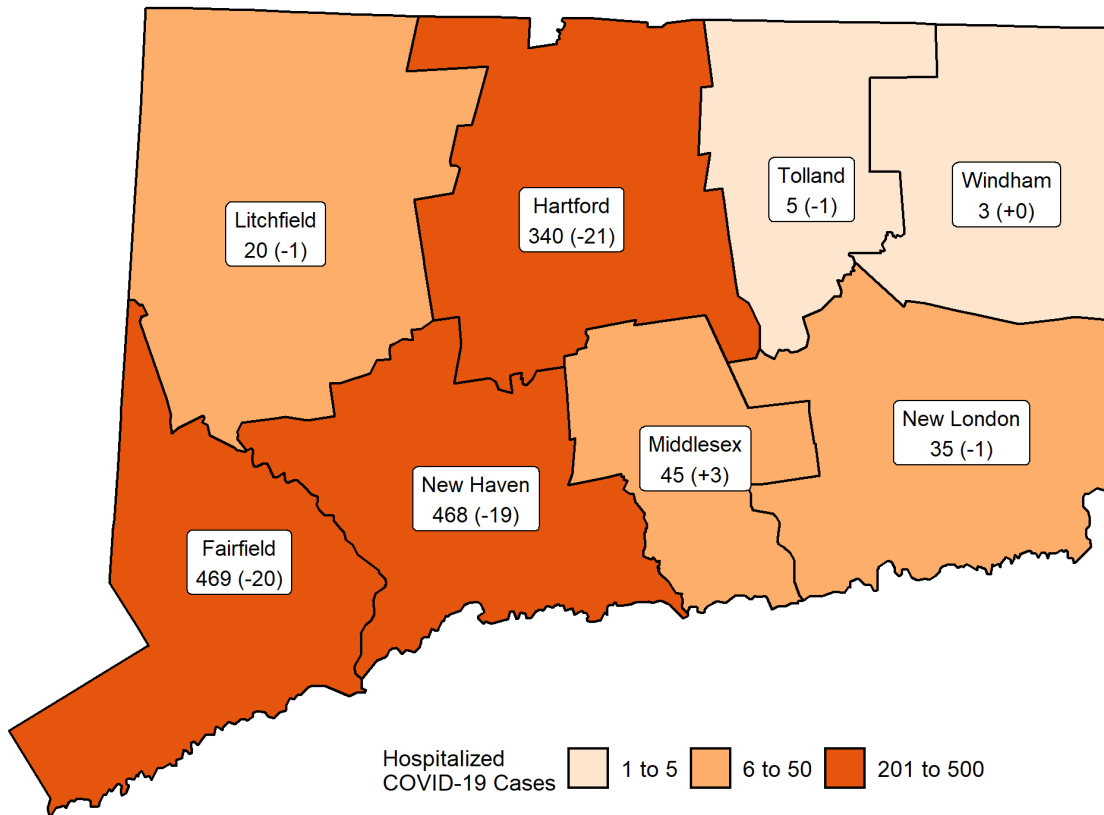 Tolland
5 (-1)
Windham
3 (+0)
Litchfield
20 (-1)
Hartford
340 (-21)
New London
35 (-1)
Middlesex
45 (+3)
New Haven
468 (-19)
Fairfield
469 (-20)
Hospitalized
COVID-19 Cases
1 to 5
6 to 50
201 to 500